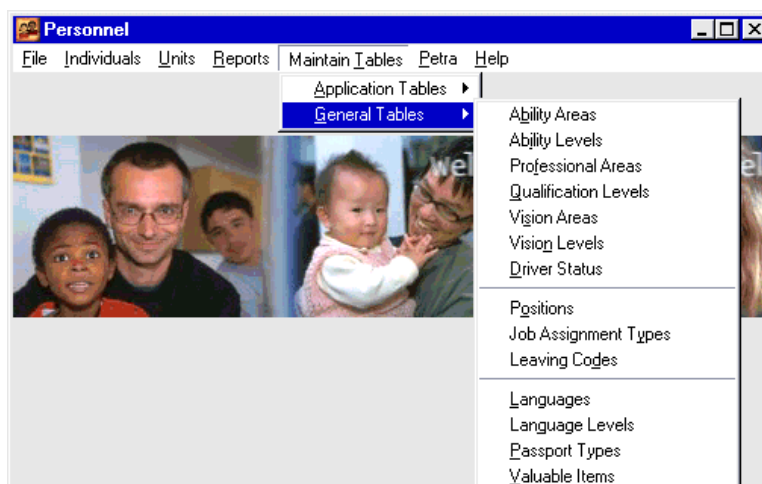 Personnel
File Individuals Units Reports Maintain Tables Petra Help
Application Tables
General Tables
Ability Areas
Ability Levels
Professional Areas
Qualification Levels
Vision Areas
Vision Levels
Driver Status
Positions
Job Assignment Types
Leaving Codes
Languages
Language Levels
Passport Types
Valuable Items